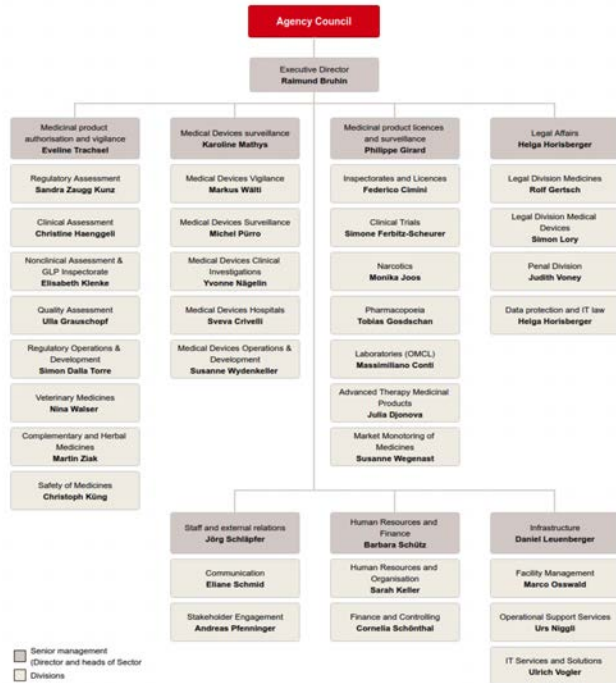 Agency Council
Executive Director
Raimund Bruhin
Medicinal product
authorisation and vigilance
Eveline Trachsel
Regulatory Assessment
Sandra Zaugg Kunz
Clinical Assessment
Christine Haenggeli
Nonclinical Assessment &
GLP Inspectorate
Elisabeth Klenke
Quality Assessment
Ulla Grauschopf
Regulatory Operations &
Development
Simon Dalla Torre
Veterinary Medicines
Nina Walser
Complementary and Herbal
Medicines
Martin Ziak
Safety of Medicines
Christoph Küng
Medical Devices surveillance
Karoline Mathys
Medical Devices Vigilance
Markus Wälti
Medical Devices Surveillance
Michel Pürro
Medical Devices Clinical
Investigations
Yvonne Nägelin
Medical Devices Hospitals
Sveva Crivelli
Medical Devices Operations &
Development
Susanne Wydenkeller
Medicinal product licences
and surveillance
Philippe Girard
Inspectorates and Licences
Federico Cimini
Clinical Trials
Simone Ferbitz-Scheurer
Narcotics
Monika Joos
Pharmacopoeia
Tobias Gosdschan
Laboratories (OMCL)
Massimiliano Conti
Advanced Therapy Medicinal
Products
Julia Djonova
Market Monotoring of
Medicines
Susanne Wegenast
Legal Affairs
Helga Horisberger
Legal Division Medicines
Rolf Gertsch
Legal Division Medical
Devices
Simon Lory
Penal Division
Judith Voney
Data protection and IT law
Helga Horisberger
Staff and external relations
Jörg Schläpfer
Communication
Eliane Schmid
Stakeholder Engagement
Andreas Pfenninger
Human Resources and
Finance
Barbara Schütz
Human Resources and
Organisation
Sarah Keller
Finance and Controlling
Cornelia Schönthal
Infrastructure
Daniel Leuenberger
Facility Management
Marco Osswald
Operational Support Services
Urs Niggli
IT Services and Solutions
Ulrich Vogler
Senior management
(Director and heads of Sector
Divisions